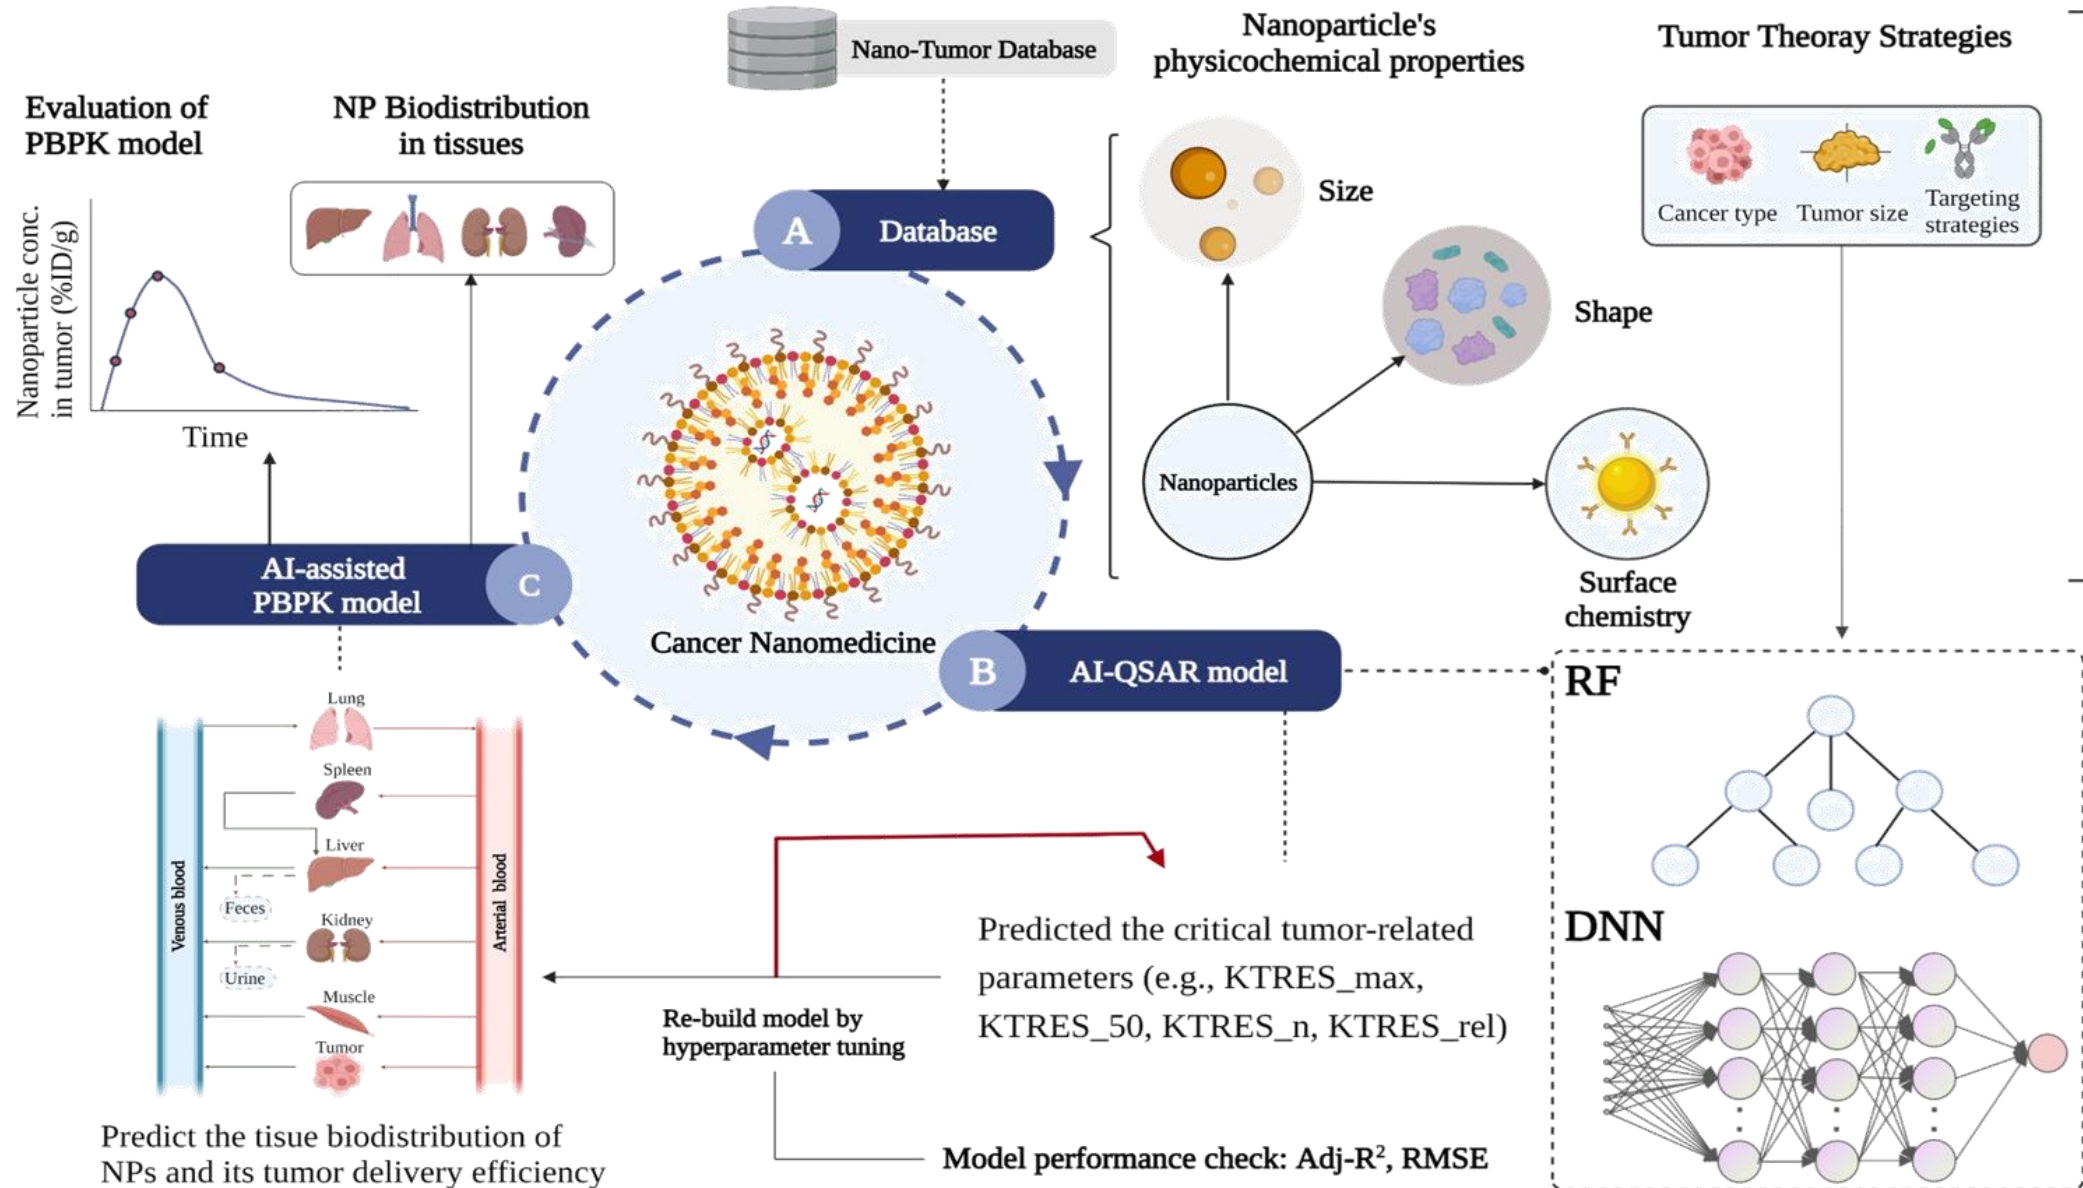 Nano-Tumor Database
Nanoparticle's
physicochemical properties
Tumor Theoray Strategies
Evaluation of
PBPK model
NP Biodistribution
in tissues
Nanoparticle conc.
in tumor (%ID/g)
Time
A
Database
Size
Shape
Nanoparticles
Surface
chemistry
Cancer type
Tumor size
Targeting
strategies
AI-assisted
PBPK model
C
Cancer Nanomedicine
B
AI-QSAR model
RF
DNN
Lung
Spleen
Liver
Feces
Kidney
Urine
Muscle
Tumor
Venous blood
Arterial blood
Predict the tisue biodistribution of
NPs and its tumor delivery efficiency
Re-build model by
hyperparameter tuning
Predicted the critical tumor-related
parameters (e.g., KTRES_max,
KTRES_50, KTRES_n, KTRES_rel)
Model performance check: Adj-R², RMSE